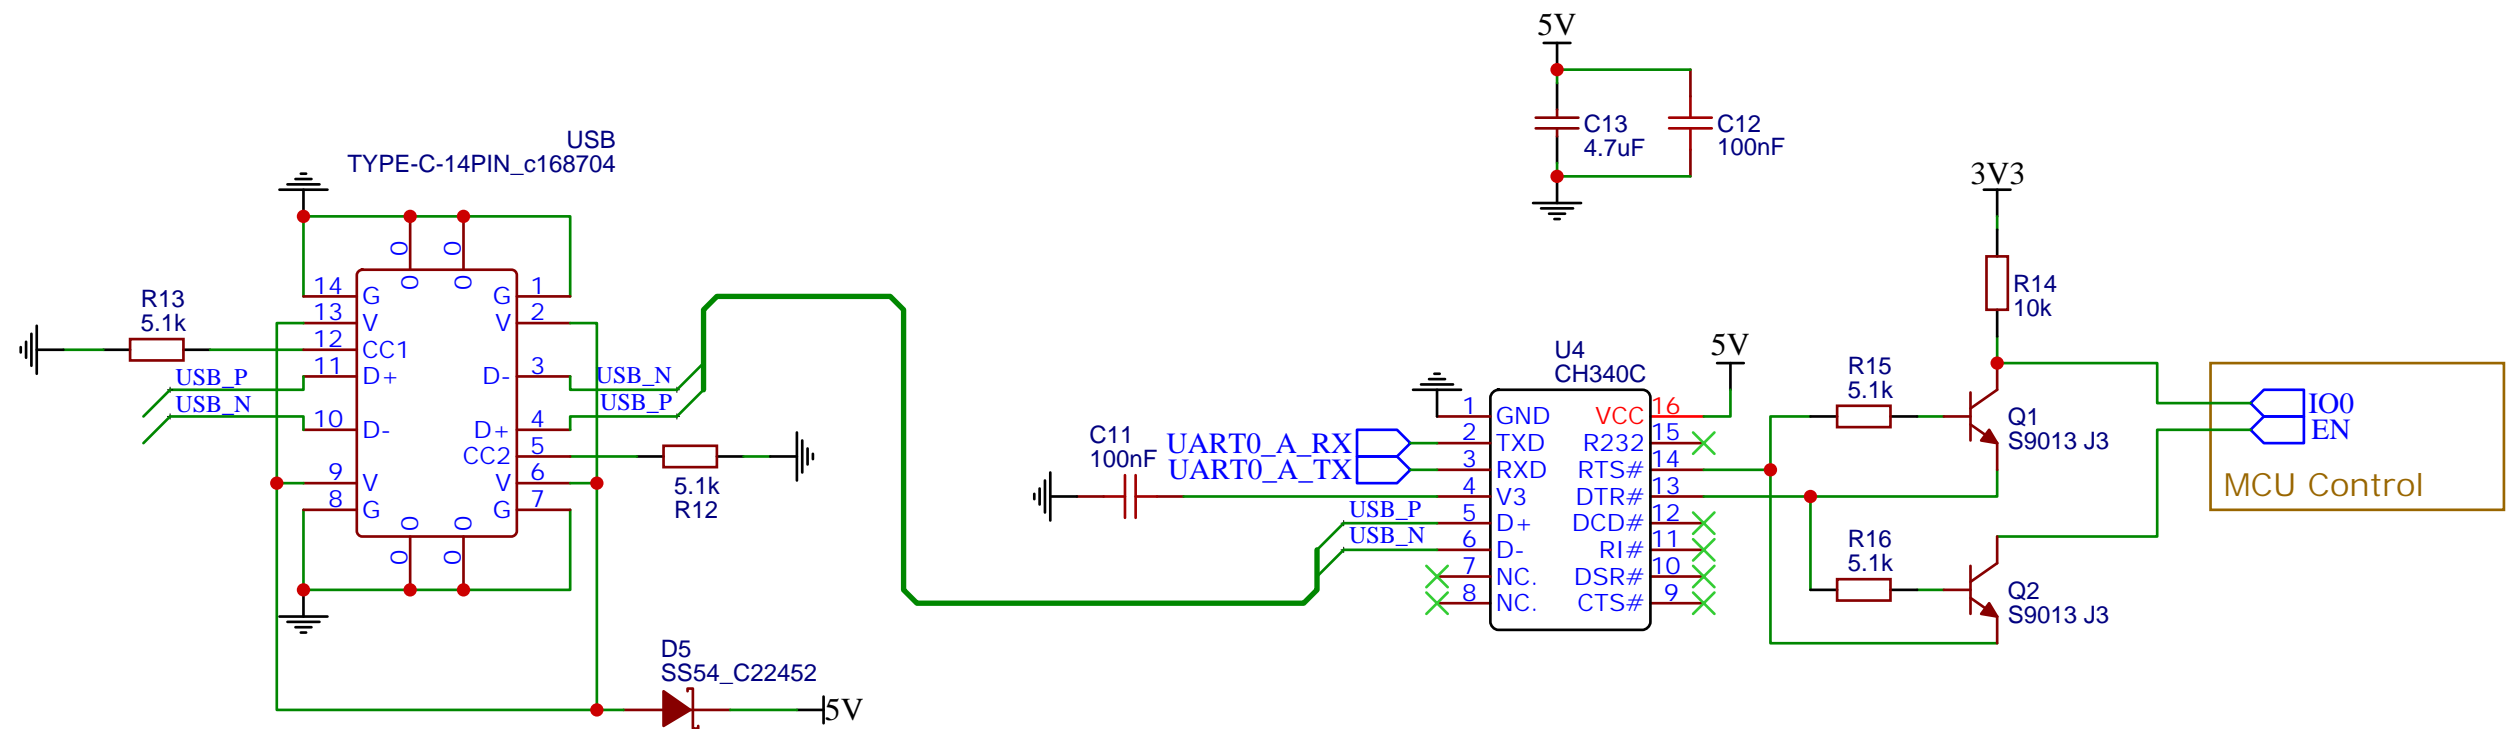 5V
C13
4.7uF
C12
100nF
USB
TYPE-C-14PIN_c168704
3V3
0 0
0 0
14 G
13 V
12 CC1
11 D+
10 D-
9 V
8 G
G 1
V 2
D- 3
D+ 4
CC2 5
V 6
G 7
0 0
0 0
R13
5.1k
USB_P
USB_N
USB_N
USB_P
5.1k
R12
D5
SS54_C22452
5V
C11
100nF
UART0_A_RX
UART0_A_TX
USB_P
USB_N
U4
CH340C
5V
1 GND
2 TXD
3 RXD
4 V3
5 D+
6 D-
7 NC.
8 NC.
VCC 16
R232 15
RTS# 14
DTR# 13
DCD# 12
RI# 11
DSR# 10
CTS# 9
R14
10k
R15
5.1k
Q1
S9013 J3
R16
5.1k
Q2
S9013 J3
IO0
EN
MCU Control